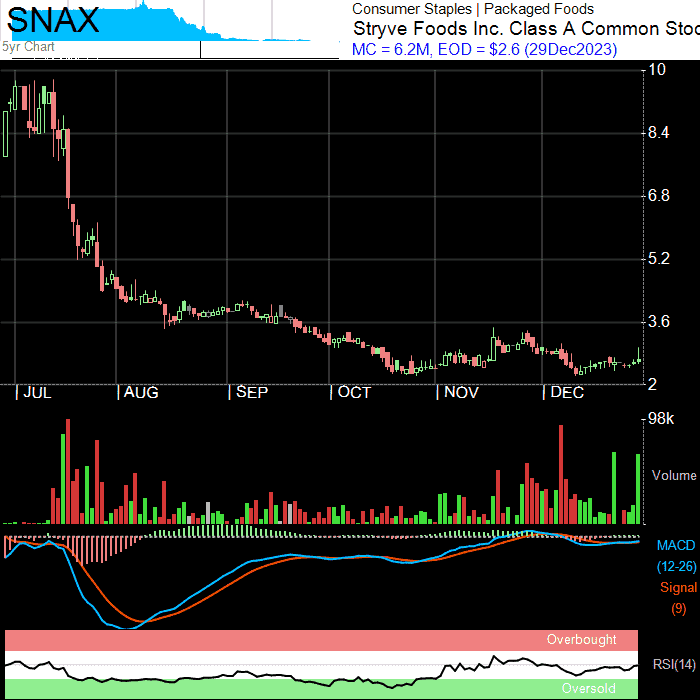 SNAX
Consumer Staples | Packaged Foods
Stryve Foods Inc. Class A Common Stoc
MC = 6.2M, EOD = $2.6 (29Dec2023)
5yr Chart
10
8.4
6.8
5.2
3.6
2
JUL | AUG | SEP | OCT | NOV | DEC
98k
Volume
MACD
(12-26)
Signal
(9)
Overbought
RSI(14)
Oversold